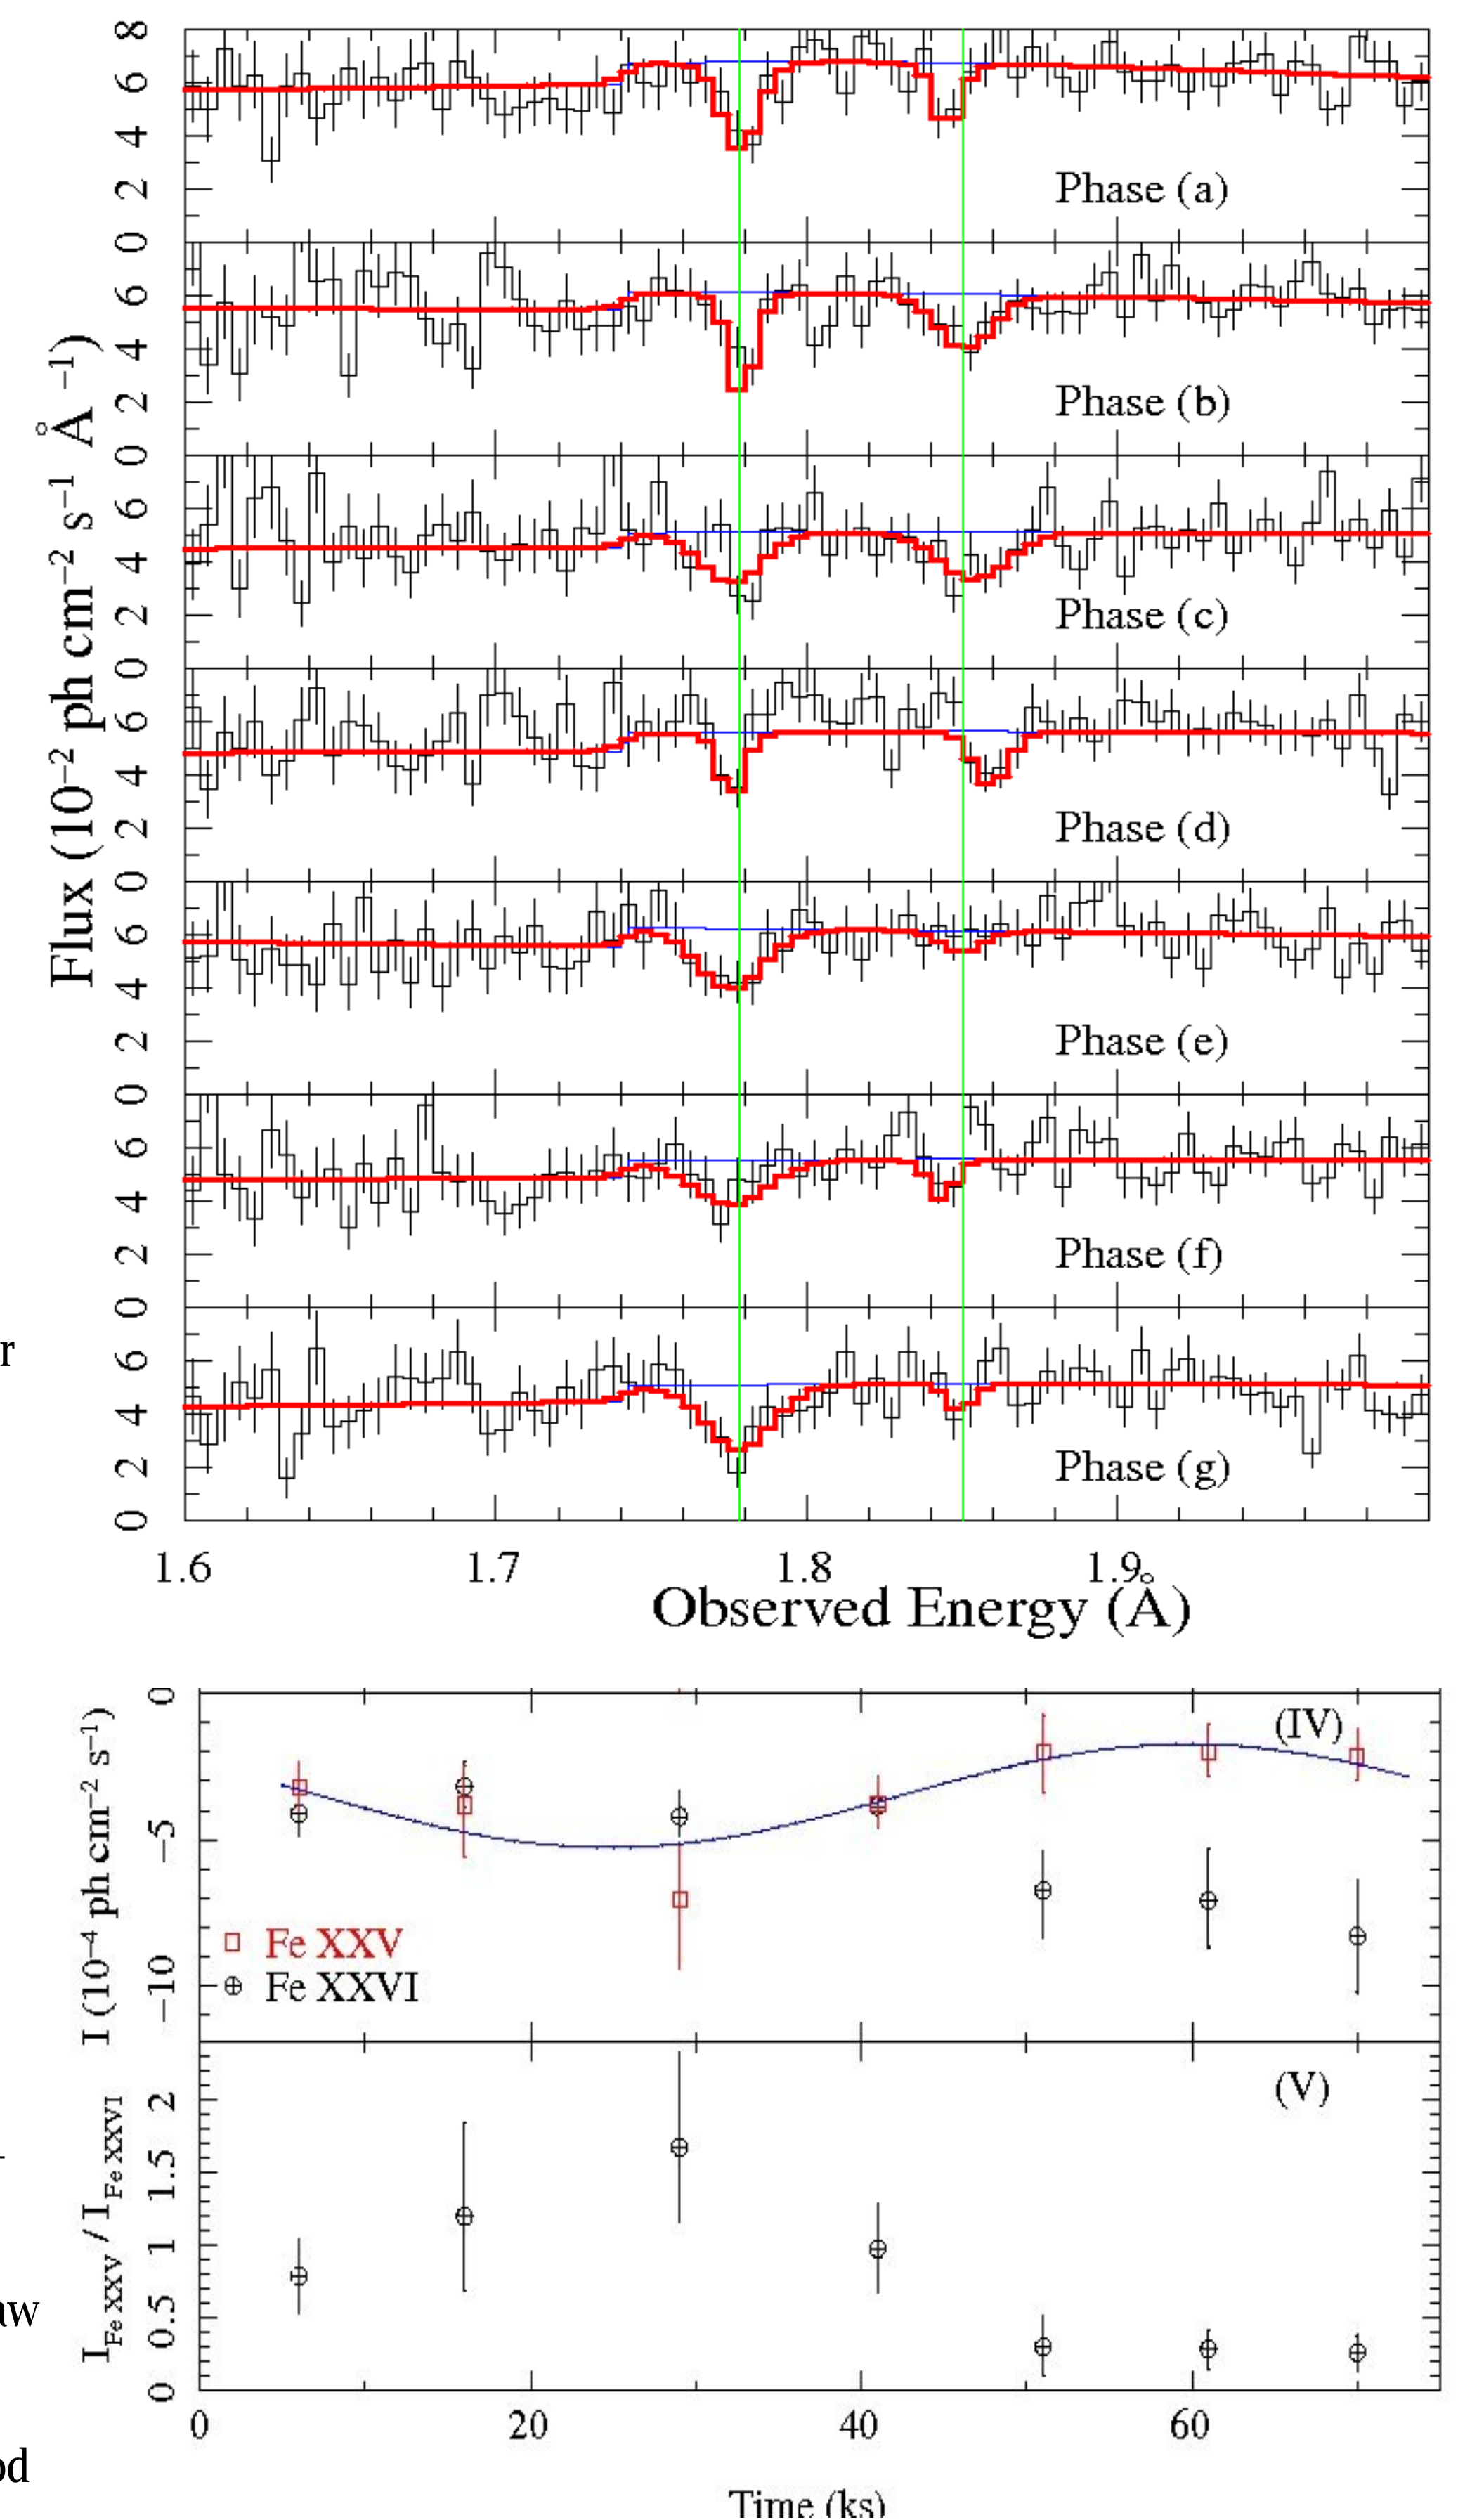 8
6
4
2
Phase (a)
0
6
4
2
Phase (b)
0
6
4
2
Phase (c)
0
6
4
2
Phase (d)
0
6
4
2
Phase (e)
0
6
4
2
Phase (f)
0
6
4
2
Phase (g)
0
Flux (10⁻² ph cm⁻² s⁻¹ Å⁻¹)
1.6 1.7 1.8 1.9
Observed Energy (Å)
r
0
−5
−10
I (10⁻⁴ ph cm⁻² s⁻¹)
(IV)
Fe XXV
Fe XXVI
2
1.5
1
0.5
0
I Fe XXV / I Fe XXVI
(V)
aw
0 20 40 60
od
Time (ks)